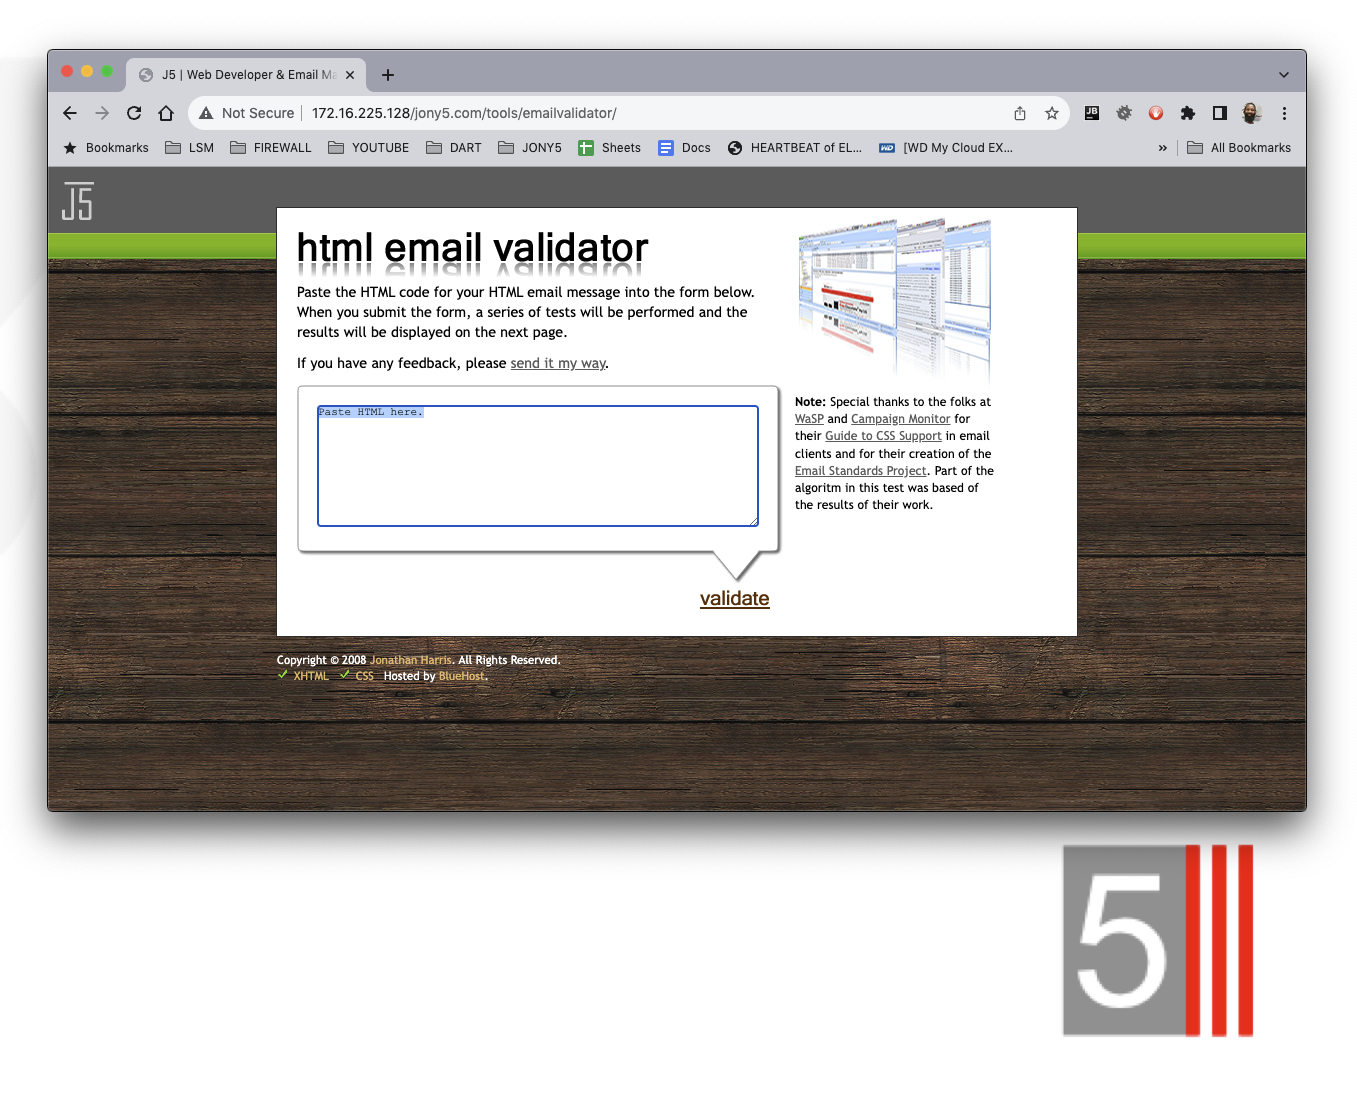 J5 | Web Developer & Email Ma
Not Secure | 172.16.225.128/jony5.com/tools/emailvalidator/
JB
Bookmarks LSM FIREWALL YOUTUBE DART JONY5 Sheets Docs HEARTBEAT of EL... WD [WD My Cloud EX... » All Bookmarks
J5
html email validator
Paste the HTML code for your HTML email message into the form below.
When you submit the form, a series of tests will be performed and the
results will be displayed on the next page.
If you have any feedback, please send it my way.
Paste HTML here.
validate
Note: Special thanks to the folks at
WaSP and Campaign Monitor for
their Guide to CSS Support in email
clients and for their creation of the
Email Standards Project. Part of the
algoritm in this test was based of
the results of their work.
Copyright © 2008 Jonathan Harris. All Rights Reserved.
XHTML CSS Hosted by BlueHost.
5